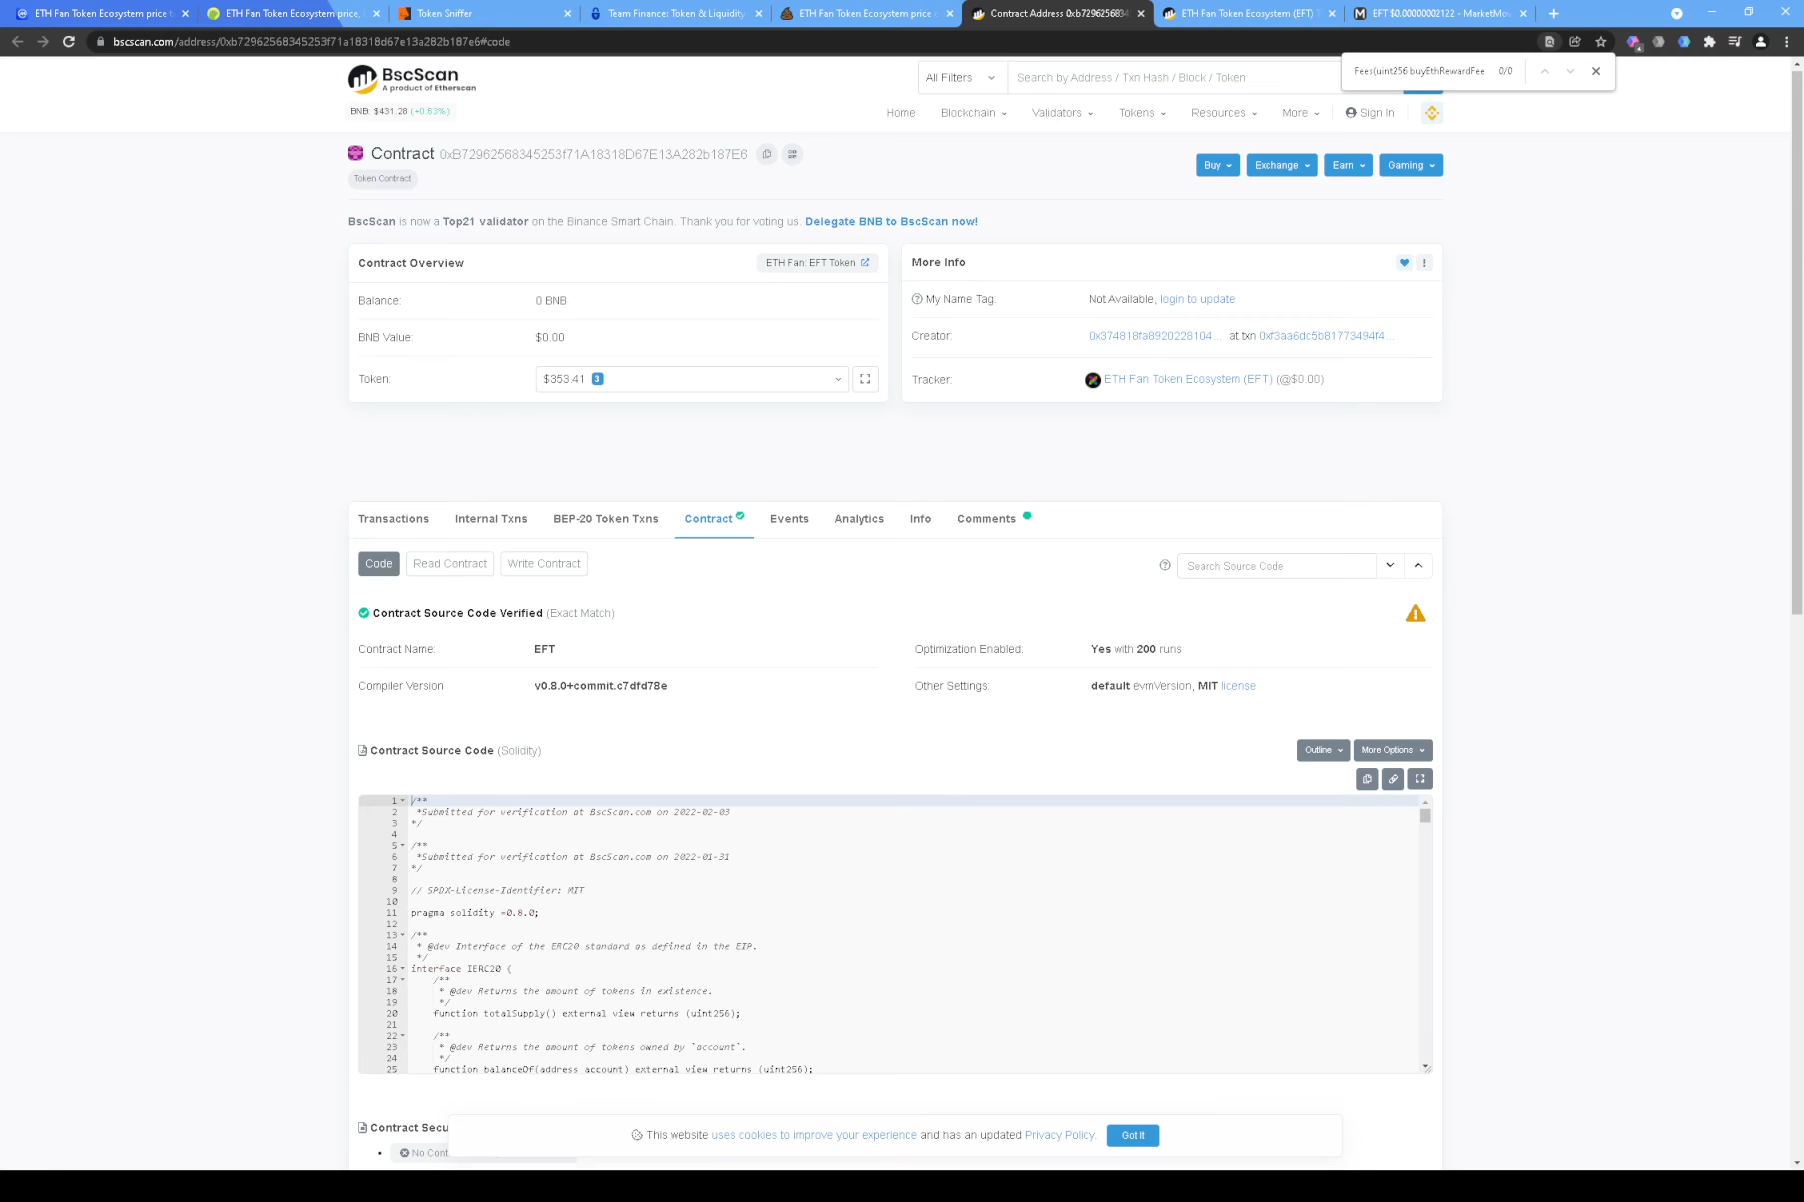 ETH Fan Token Ecosystem price t
ETH Fan Token Ecosystem price,
Token Sniffer
Team Finance: Token & Liquidity
ETH Fan Token Ecosystem price
Contract Address 0xb7296256834
ETH Fan Token Ecosystem (EFT) T
EFT $0.00000002122 - MarketMov
bscscan.com/address/0xb72962568345253f71a18318d67e13a282b187e6#code
Fees(uint256 buyEthRewardFee 0/0
BscScan
A product of Etherscan
All Filters
Search by Address / Txn Hash / Block / Token
BNB: $431.28 (+0.63%)
Home Blockchain Validators Tokens Resources More Sign In
Contract 0xB72962568345253f71A18318D67E13A282b187E6
Buy Exchange Earn Gaming
Token Contract
BscScan is now a Top21 validator on the Binance Smart Chain. Thank you for voting us. Delegate BNB to BscScan now!
Contract Overview
ETH Fan: EFT Token
Balance: 0 BNB
BNB Value: $0.00
Token: $353.41 3
More Info
My Name Tag: Not Available, login to update
Creator: 0x374818fa8920228104... at txn 0xf3aa6dc5b81773494f4...
Tracker: ETH Fan Token Ecosystem (EFT) (@$0.00)
Transactions Internal Txns BEP-20 Token Txns Contract Events Analytics Info Comments
Code Read Contract Write Contract
Search Source Code
Contract Source Code Verified (Exact Match)
Contract Name: EFT
Optimization Enabled: Yes with 200 runs
Compiler Version v0.8.0+commit.c7dfd78e
Other Settings: default evmVersion, MIT license
Contract Source Code (Solidity)
Outline More Options
1 /**
2 *Submitted for verification at BscScan.com on 2022-02-03
3 */
4
5 /**
6 *Submitted for verification at BscScan.com on 2022-01-31
7 */
8
9 // SPDX-License-Identifier: MIT
10
11 pragma solidity =0.8.0;
12
13 /**
14 * @dev Interface of the ERC20 standard as defined in the EIP.
15 */
16 interface IERC20 {
17 /**
18 * @dev Returns the amount of tokens in existence.
19 */
20 function totalSupply() external view returns (uint256);
21
22 /**
23 * @dev Returns the amount of tokens owned by `account`.
24 */
25 function balanceOf(address account) external view returns (uint256);
Contract Secu
No Cont
This website uses cookies to improve your experience and has an updated Privacy Policy.
Got It